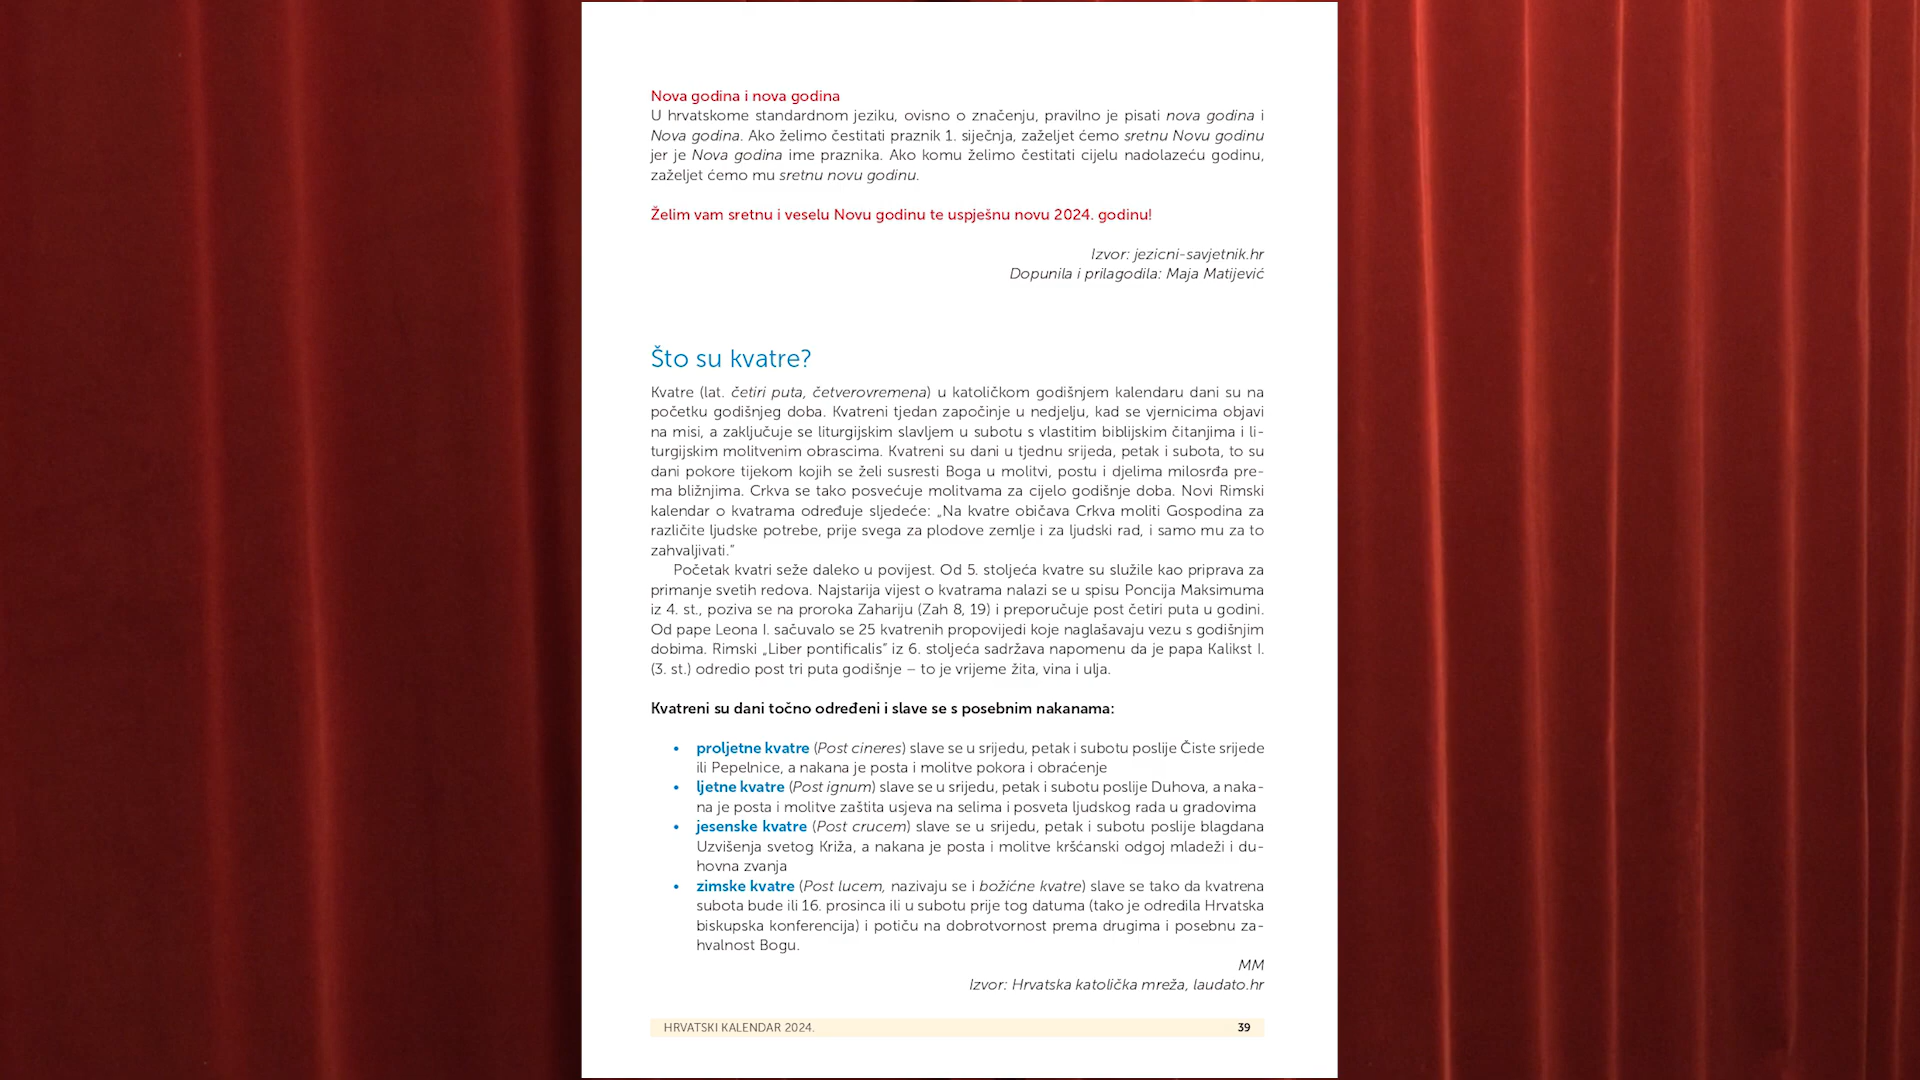 Nova godina i nova godina
U hrvatskome standardnom jeziku, ovisno o značenju, pravilno je pisati nova godina i
Nova godina. Ako želimo čestitati praznik 1. siječnja, zaželjet ćemo sretnu Novu godinu
jer je Nova godina ime praznika. Ako komu želimo čestitati cijelu nadolazeću godinu,
zaželjet ćemo mu sretnu novu godinu.
Želim vam sretnu i veselu Novu godinu te uspješnu novu 2024. godinu!
Izvor: jezicni-savjetnik.hr
Dopunila i prilagodila: Maja Matijević
Što su kvatre?
Kvatre (lat. četiri puta, četverovremena) u katoličkom godišnjem kalendaru dani su na
početku godišnjeg doba. Kvatreni tjedan započinje u nedjelju, kad se vjernicima objavi
na misi, a zaključuje se liturgijskim slavljem u subotu s vlastitim biblijskim čitanjima i li-
turgijskim molitvenim obrascima. Kvatreni su dani u tjednu srijeda, petak i subota, to su
dani pokore tijekom kojih se želi susresti Boga u molitvi, postu i djelima milosrđa pre-
ma bližnjima. Crkva se tako posvećuje molitvama za cijelo godišnje doba. Novi Rimski
kalendar o kvatrama određuje sljedeće: „Na kvatre običava Crkva moliti Gospodina za
različite ljudske potrebe, prije svega za plodove zemlje i za ljudski rad, i samo mu za to
zahvaljivati.”
Početak kvatri seže daleko u povijest. Od 5. stoljeća kvatre su služile kao priprava za
primanje svetih redova. Najstarija vijest o kvatrama nalazi se u spisu Poncija Maksimuma
iz 4. st., poziva se na proroka Zahariju (Zah 8, 19) i preporučuje post četiri puta u godini.
Od pape Leona I. sačuvalo se 25 kvatrenih propovijedi koje naglašavaju vezu s godišnjim
dobima. Rimski „Liber pontificalis” iz 6. stoljeća sadržava napomenu da je papa Kalikst I.
(3. st.) odredio post tri puta godišnje – to je vrijeme žita, vina i ulja.
Kvatreni su dani točno određeni i slave se s posebnim nakanama:
• proljetne kvatre (Post cineres) slave se u srijedu, petak i subotu poslije Čiste srijede
ili Pepelnice, a nakana je posta i molitve pokora i obraćenje
• ljetne kvatre (Post ignum) slave se u srijedu, petak i subotu poslije Duhova, a naka-
na je posta i molitve zaštita usjeva na selima i posveta ljudskog rada u gradovima
• jesenske kvatre (Post crucem) slave se u srijedu, petak i subotu poslije blagdana
Uzvišenja svetog Križa, a nakana je posta i molitve kršćanski odgoj mladeži i du-
hovna zvanja
• zimske kvatre (Post lucem, nazivaju se i božićne kvatre) slave se tako da kvatrena
subota bude ili 16. prosinca ili u subotu prije tog datuma (tako je odredila Hrvatska
biskupska konferencija) i potiču na dobrotvornost prema drugima i posebnu za-
hvalnost Bogu.
MM
Izvor: Hrvatska katolička mreža, laudato.hr
HRVATSKI KALENDAR 2024.
39